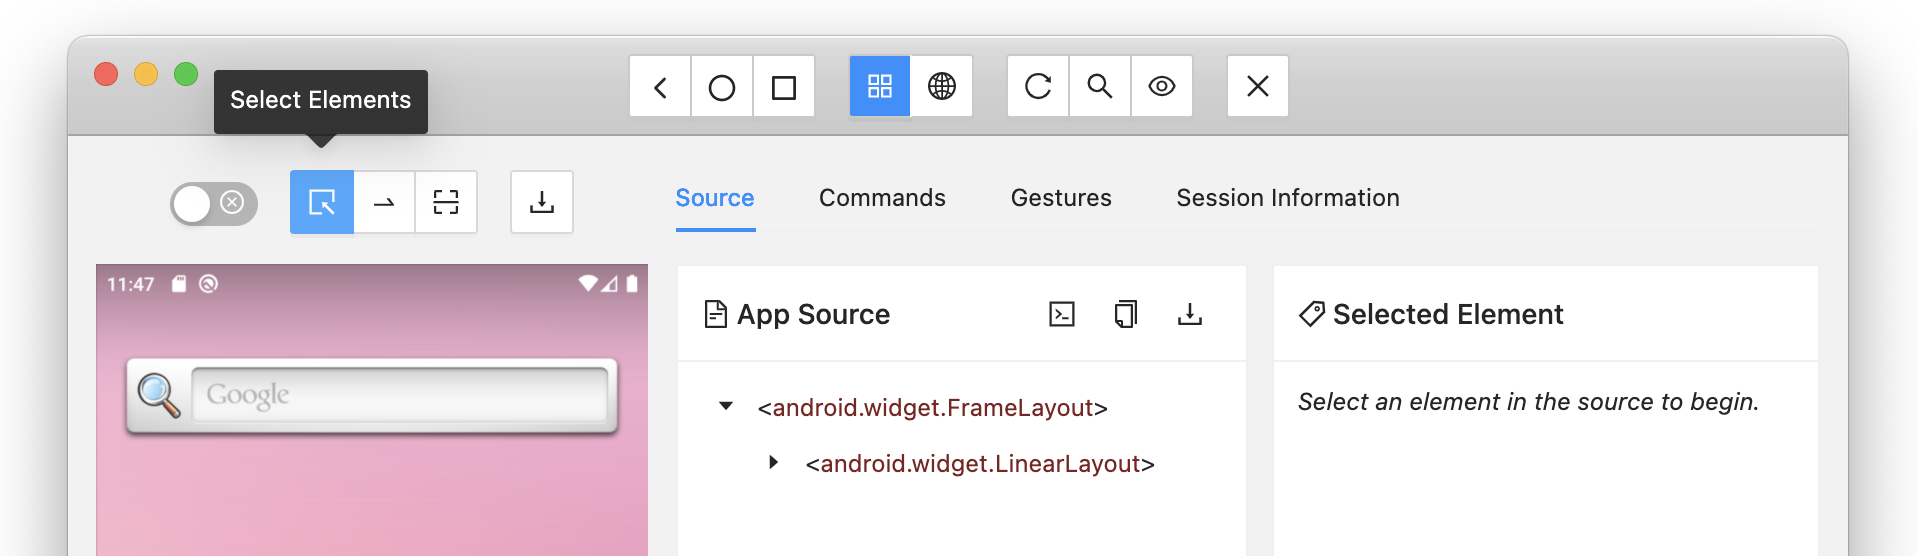 Select Elements
Source
Commands
Gestures
Session Information
11:47
Google
App Source
<android.widget.FrameLayout>
<android.widget.LinearLayout>
Selected Element
Select an element in the source to begin.